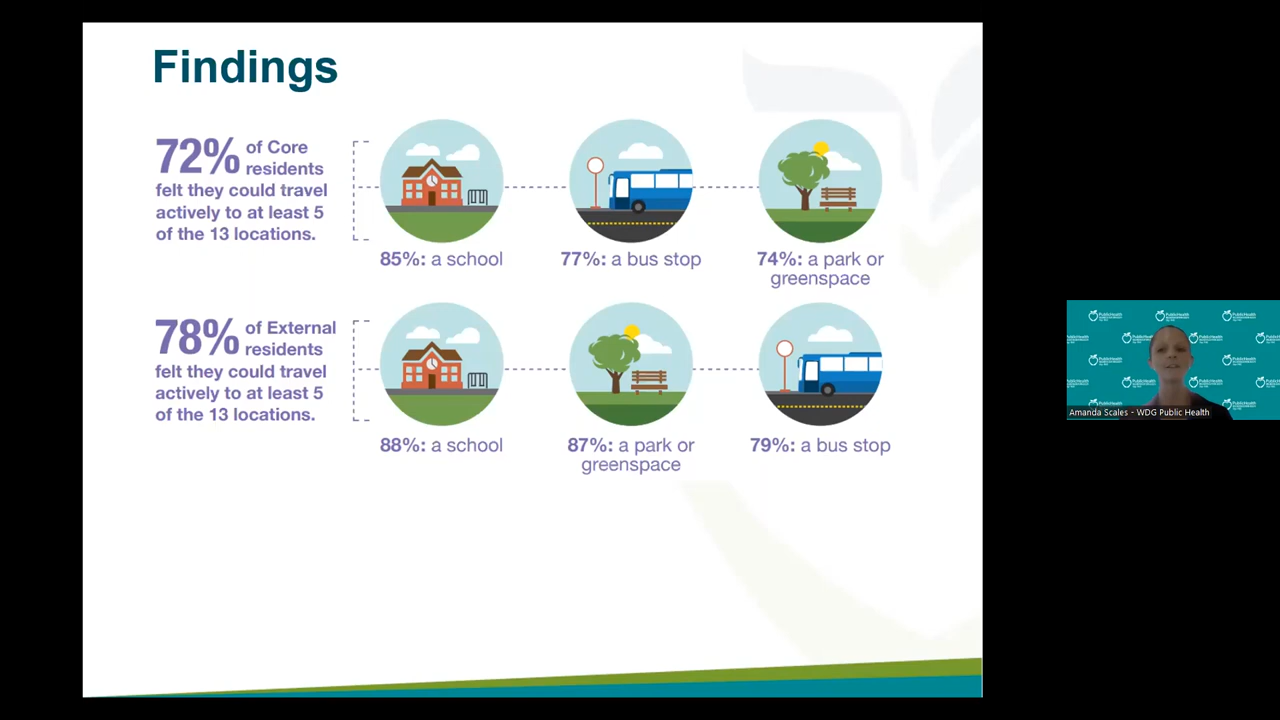 Findings
72% of Core
residents
felt they could travel
actively to at least 5
of the 13 locations.
85%: a school
77%: a bus stop
74%: a park or
greenspace
78% of External
residents
felt they could travel
actively to at least 5
of the 13 locations.
88%: a school
87%: a park or
greenspace
79%: a bus stop
PublicHealth
Amanda Scales - WDG Public Health